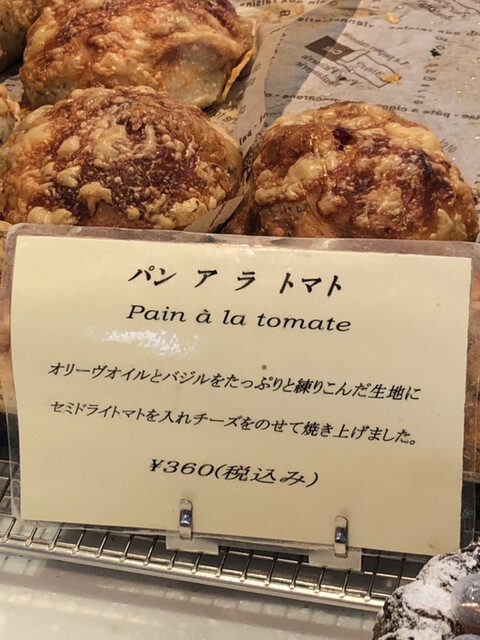 パン ア ラ トマト
Pain à la tomate
オリーヴオイルとバジルをたっぷりと練りこんだ生地に
セミドライトマトを入れチーズをのせて焼き上げました。
¥360(税込み)